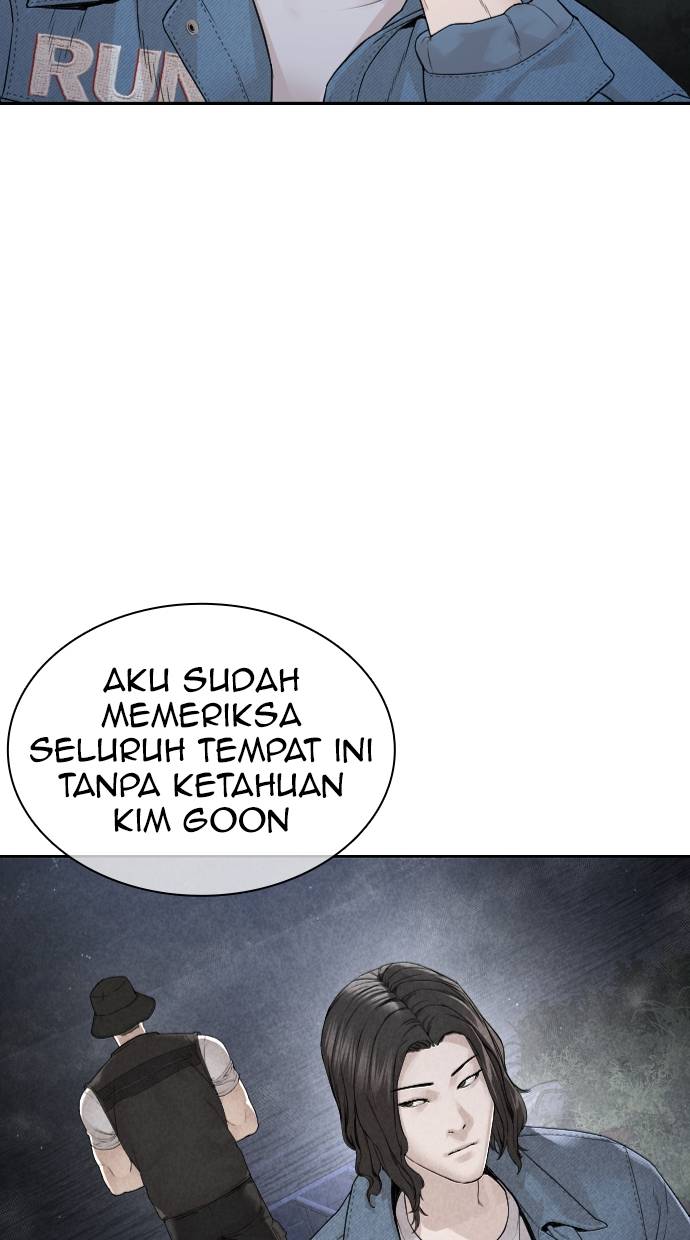 RUN
AKU SUDAH
MEMERIKSA
SELURUH TEMPAT INI
TANPA KETAHUAN
KIM GOON